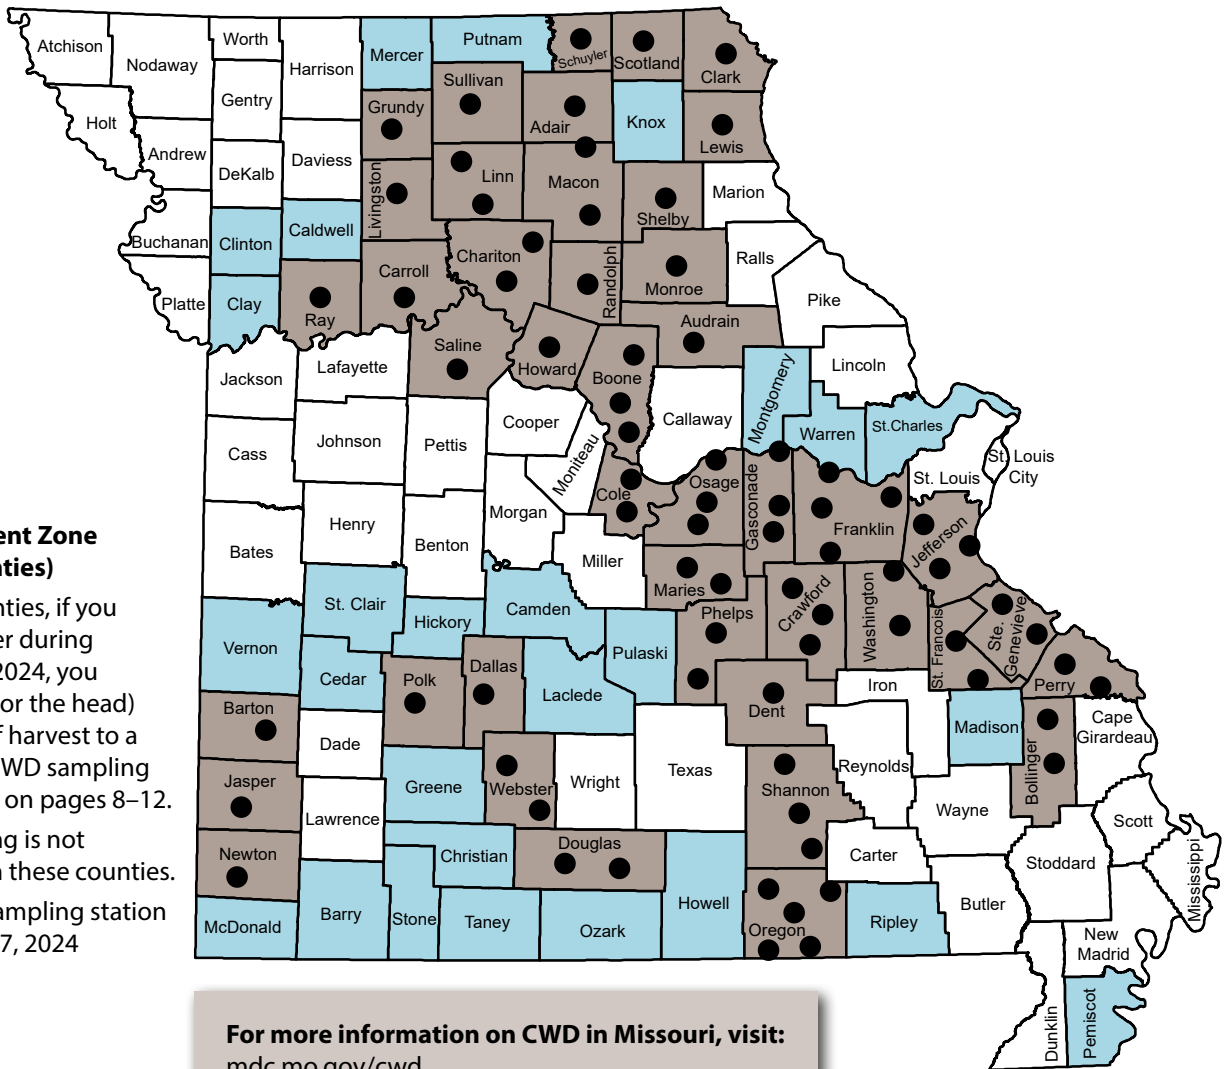 ent Zone
nties)
nties, if you
er during
2024, you
or the head)
f harvest to a
WD sampling
on pages 8–12.
ng is not
n these counties.
ampling station
7, 2024
Atchison
Nodaway
Worth
Harrison
Mercer
Putnam
Schuyler
Scotland
Clark
Holt
Gentry
Sullivan
Grundy
Adair
Knox
Lewis
Andrew
DeKalb
Daviess
Livingston
Linn
Macon
Shelby
Marion
Buchanan
Clinton
Caldwell
Chariton
Randolph
Monroe
Ralls
Platte
Clay
Ray
Carroll
Pike
Audrain
Saline
Howard
Boone
Jackson
Lafayette
Lincoln
Cooper
Callaway
Montgomery
Warren
St.Charles
Cass
Johnson
Pettis
Moniteau
St. Louis
St. Louis
City
Cole
Osage
Gasconade
Franklin
Jefferson
Bates
Henry
Benton
Morgan
Miller
Maries
Phelps
Crawford
Washington
St. Francois
Ste.
Genevieve
Perry
Vernon
St. Clair
Hickory
Camden
Pulaski
Cedar
Polk
Dallas
Laclede
Dent
Iron
Madison
Bollinger
Cape
Girardeau
Barton
Dade
Jasper
Greene
Webster
Wright
Texas
Shannon
Reynolds
Wayne
Scott
Lawrence
Newton
Christian
Douglas
Carter
Stoddard
Mississippi
McDonald
Barry
Stone
Taney
Ozark
Howell
Oregon
Ripley
Butler
New
Madrid
Dunklin
Pemiscot
For more information on CWD in Missouri, visit:
mdc.mo.gov/cwd